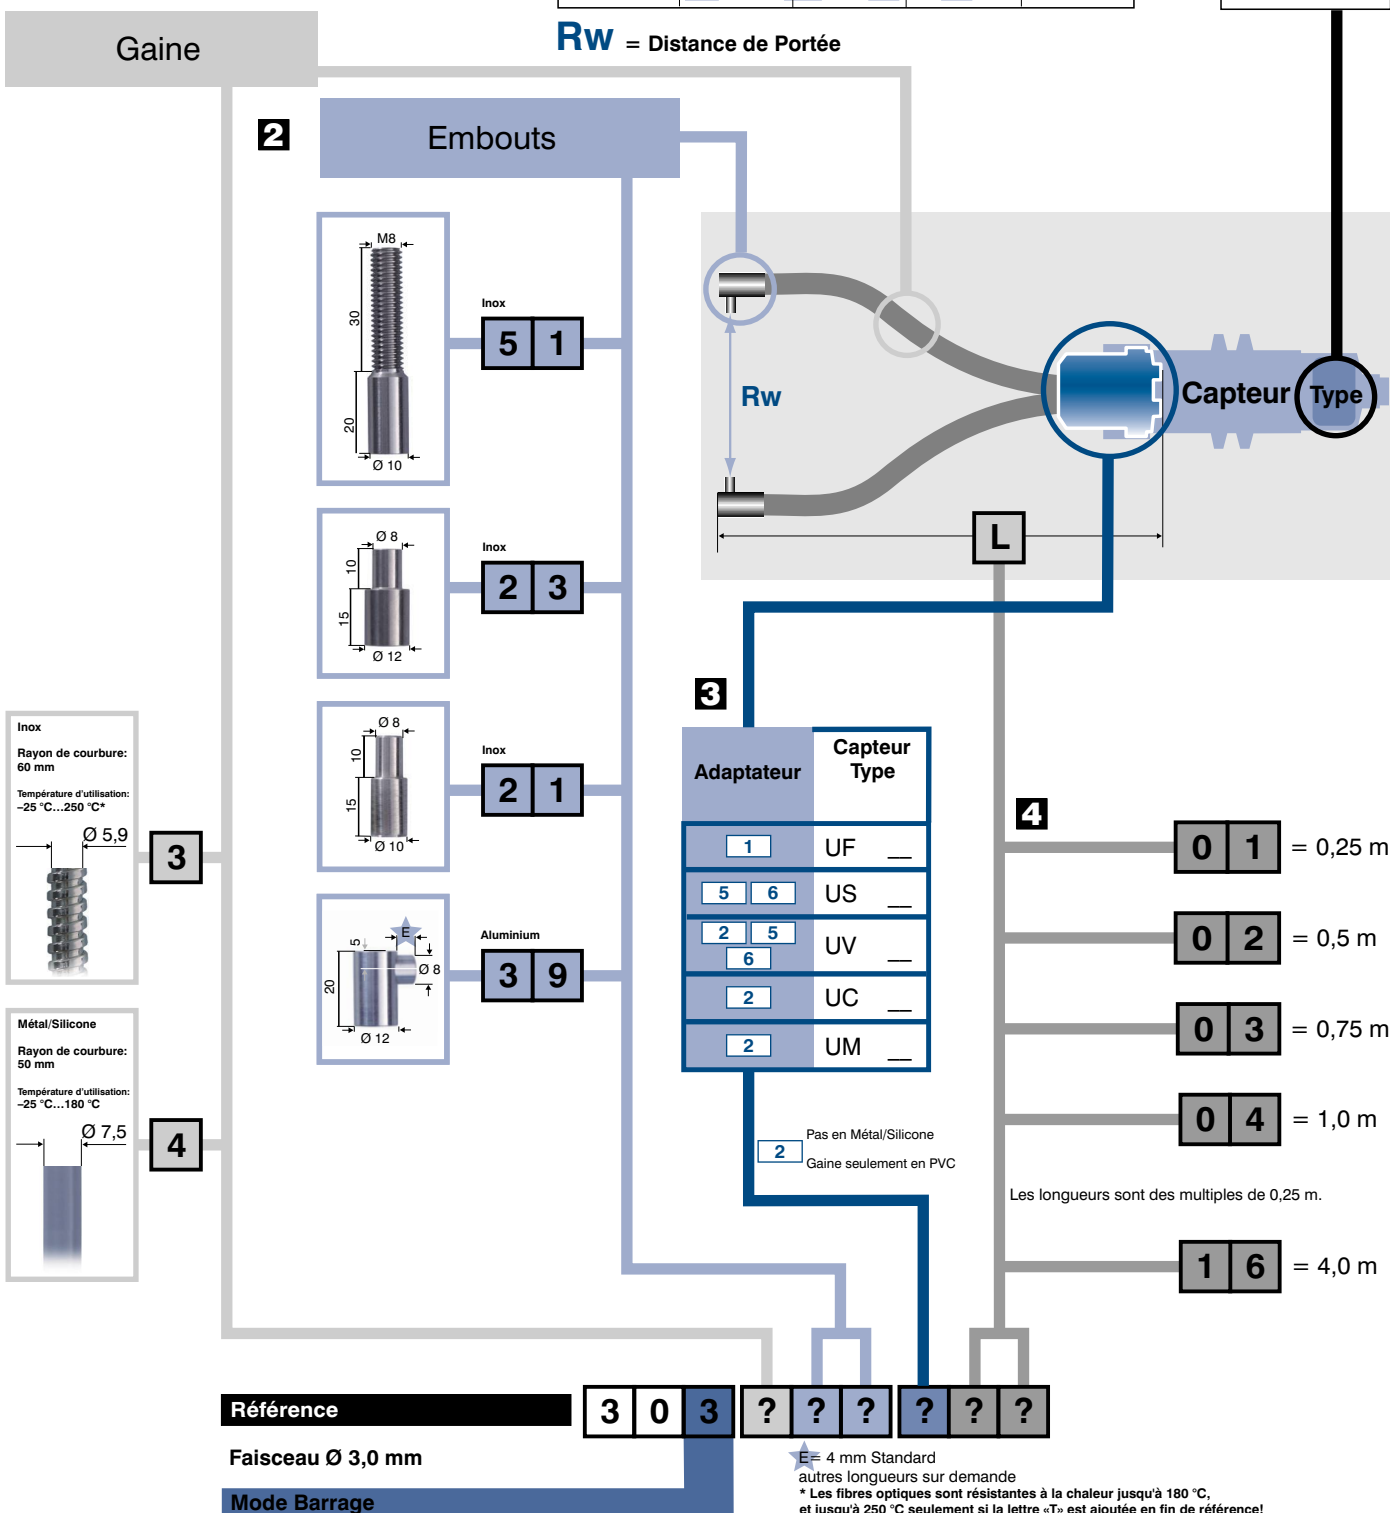 Gaine
Rw = Distance de Portée
2
Embouts
M8
30
20
Ø 10
Inox
5 1
Ø 8
10
15
Ø 12
Inox
2 3
Ø 8
10
15
Ø 10
Inox
2 1
E
5
20
Ø 8
Ø 12
Aluminium
3 9
Rw
Capteur
Type
L
Inox
Rayon de courbure:
60 mm
Température d'utilisation:
–25 °C...250 °C*
Ø 5,9
3
Métal/Silicone
Rayon de courbure:
50 mm
Température d'utilisation:
–25 °C...180 °C
Ø 7,5
4
3
Adaptateur
Capteur
Type
1 UF __
5 6 US __
2 5
6 UV __
2 UC __
2 UM __
2
Pas en Métal/Silicone
Gaine seulement en PVC
4
0 1 = 0,25 m
0 2 = 0,5 m
0 3 = 0,75 m
0 4 = 1,0 m
Les longueurs sont des multiples de 0,25 m.
1 6 = 4,0 m
Référence
3 0 3 ? ? ? ? ? ?
Faisceau Ø 3,0 mm
Mode Barrage
E= 4 mm Standard
autres longueurs sur demande
* Les fibres optiques sont résistantes à la chaleur jusqu'à 180 °C,
et jusqu'à 250 °C seulement si la lettre «T» est ajoutée en fin de référence!